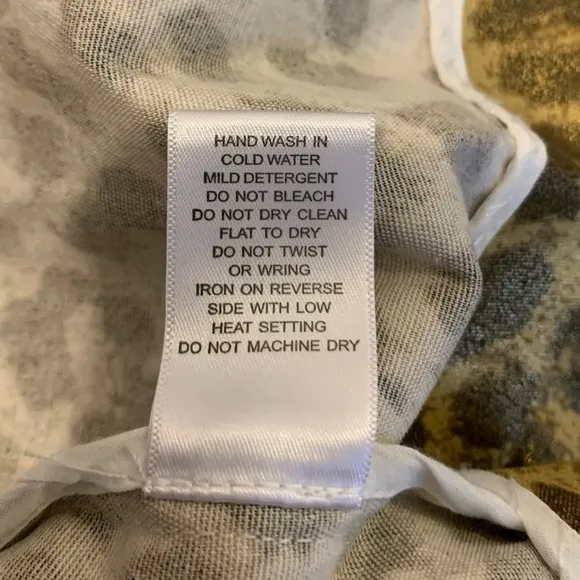 HAND WASH IN
COLD WATER
MILD DETERGENT
DO NOT BLEACH
DO NOT DRY CLEAN
FLAT TO DRY
DO NOT TWIST
OR WRING
IRON ON REVERSE
SIDE WITH LOW
HEAT SETTING
DO NOT MACHINE DRY